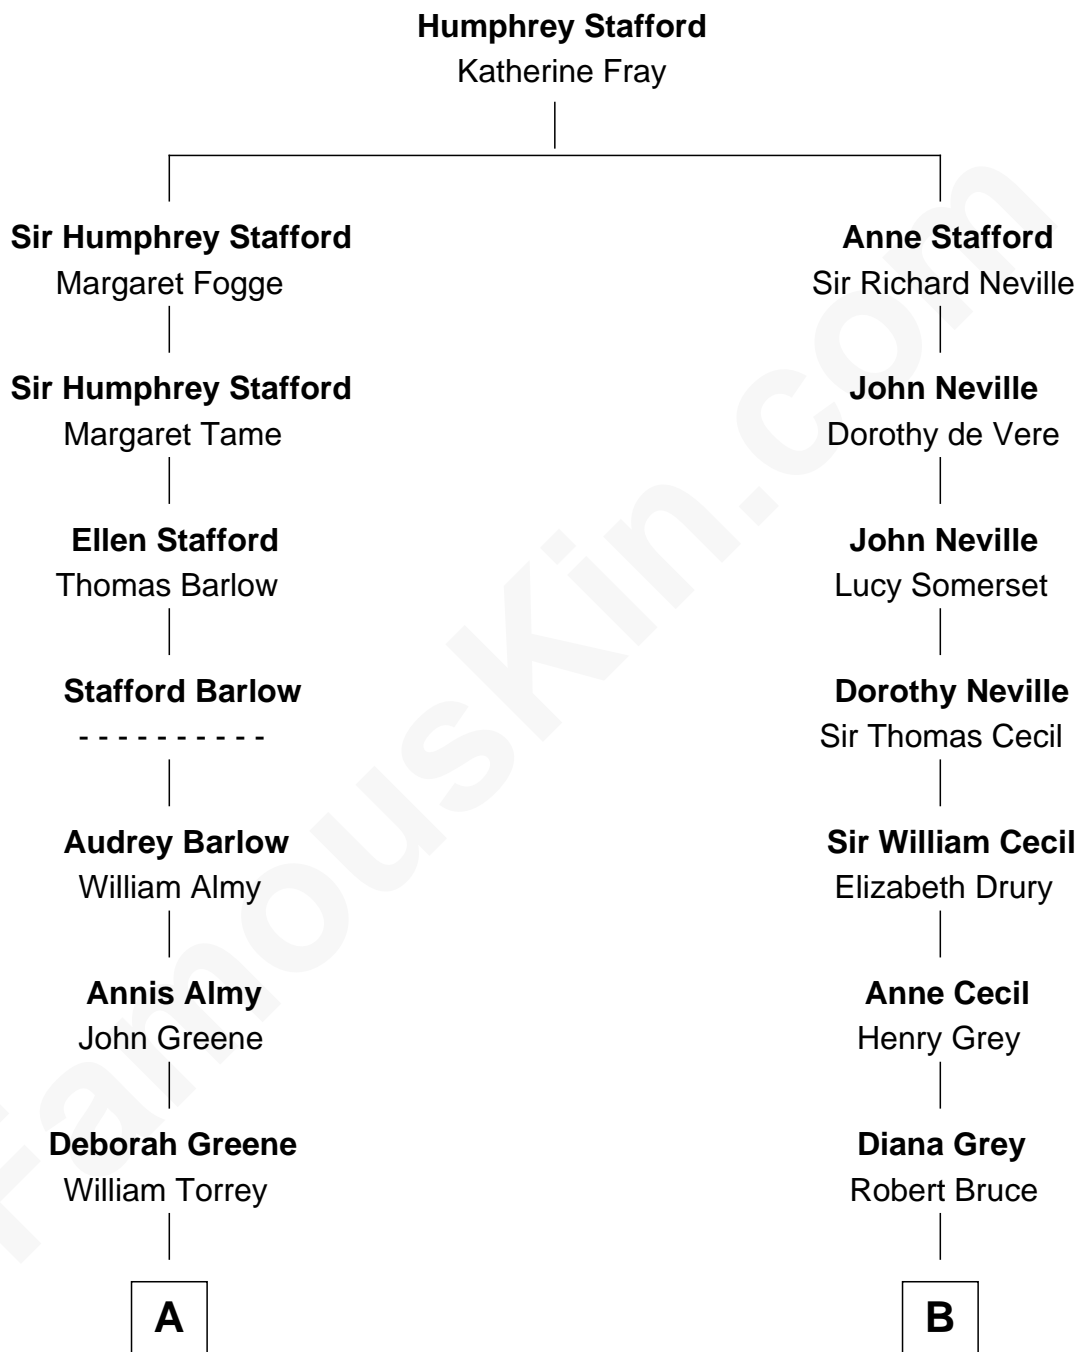 Humphrey Stafford
Katherine Fray
Sir Humphrey Stafford
Margaret Fogge
Anne Stafford
Sir Richard Neville
Sir Humphrey Stafford
Margaret Tame
John Neville
Dorothy de Vere
Ellen Stafford
Thomas Barlow
John Neville
Lucy Somerset
Stafford Barlow
- - - - - - - - - -
Dorothy Neville
Sir Thomas Cecil
Audrey Barlow
William Almy
Sir William Cecil
Elizabeth Drury
Annis Almy
John Greene
Anne Cecil
Henry Grey
Deborah Greene
William Torrey
Diana Grey
Robert Bruce
A
B
FamousKin.com